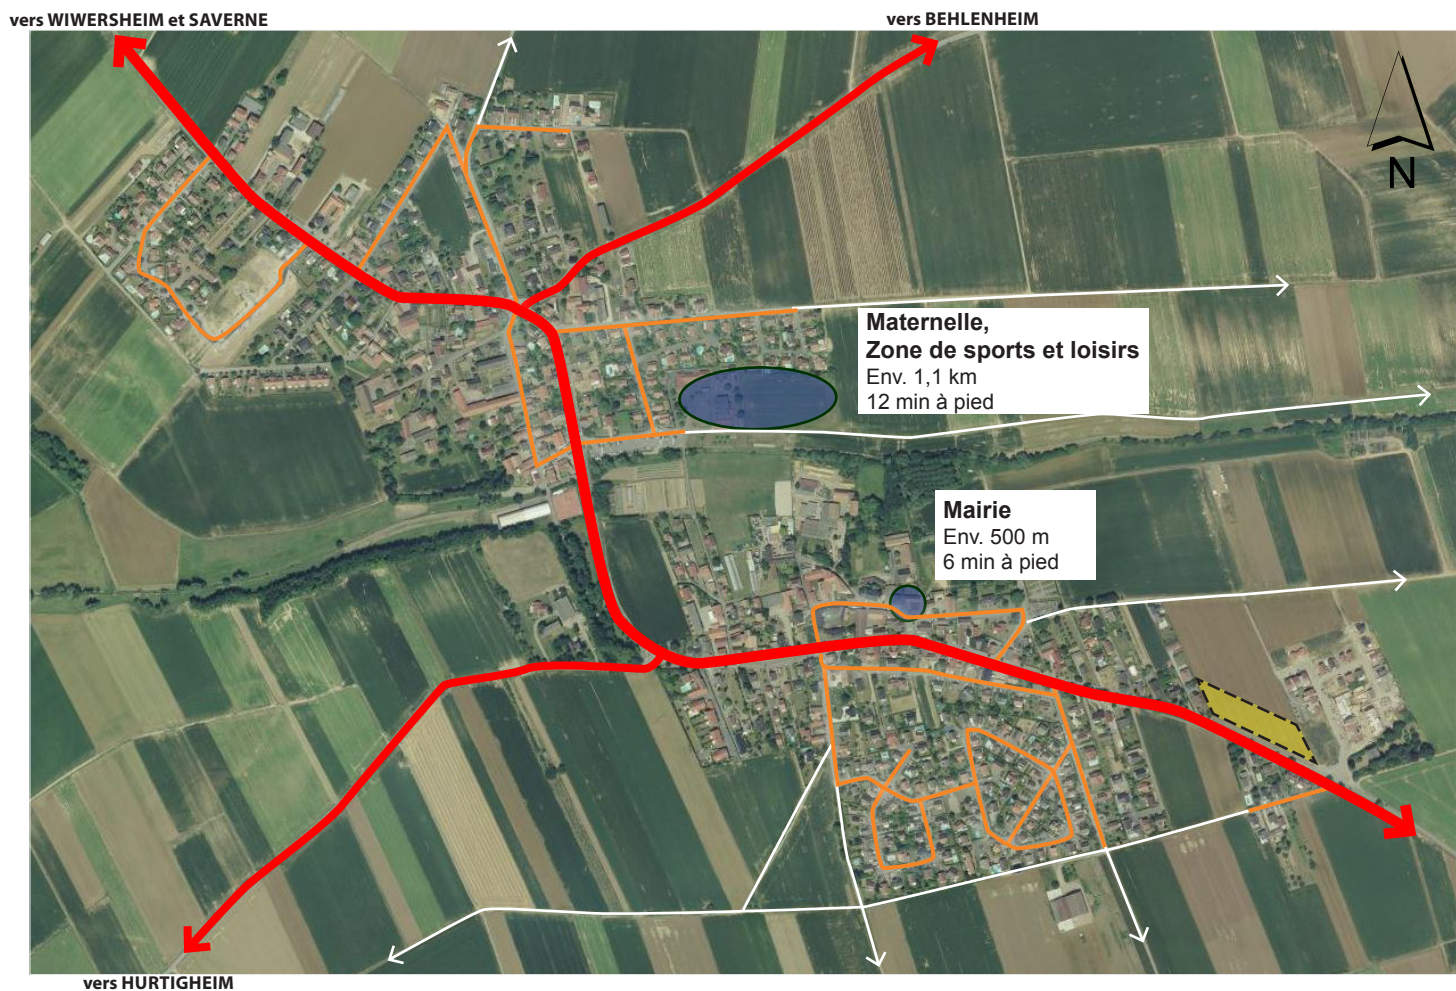 vers WIWERSHEIM et SAVERNE
vers BEHLENHEIM
N
Maternelle,
Zone de sports et loisirs
Env. 1,1 km
12 min à pied
Mairie
Env. 500 m
6 min à pied
vers HURTIGHEIM